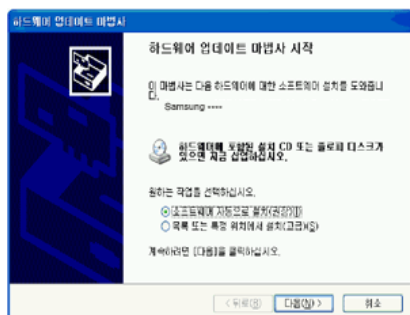 하드웨어 업데이트 마법사
하드웨어 업데이트 마법사 시작
이 마법사는 다음 하드웨어에 대한 소프트웨어 설치를 도와줍니
다.
Samsung ----
하드웨어에 포함된 설치 CD 또는 플로피 디스크가
있으면 지금 삽입하십시오.
원하는 작업을 선택하십시오.
소프트웨어 자동으로 설치(권장)(I)
목록 또는 특정 위치에서 설치(고급)(S)
계속하려면 [다음]을 클릭하십시오.
< 뒤로(B) 다음(N) > 취소